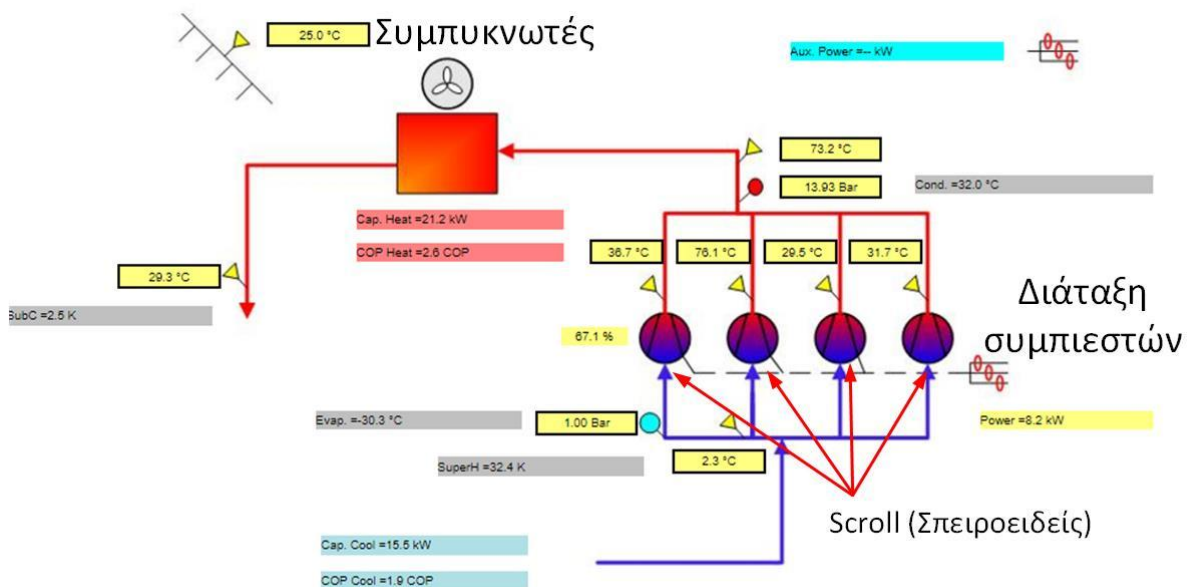 25.0 °C
Συμπυκνωτές
Aux. Power =-- kW
73.2 °C
13.93 Bar
Cond. =32.0 °C
Cap. Heat =21.2 kW
COP Heat =2.6 COP
36.7 °C
76.1 °C
29.5 °C
31.7 °C
29.3 °C
SubC =2.5 K
Διάταξη
συμπιεστών
67.1 %
Evap. =-30.3 °C
1.00 Bar
Power =8.2 kW
SuperH =32.4 K
2.3 °C
Scroll (Σπειροειδείς)
Cap. Cool =15.5 kW
COP Cool =1.9 COP